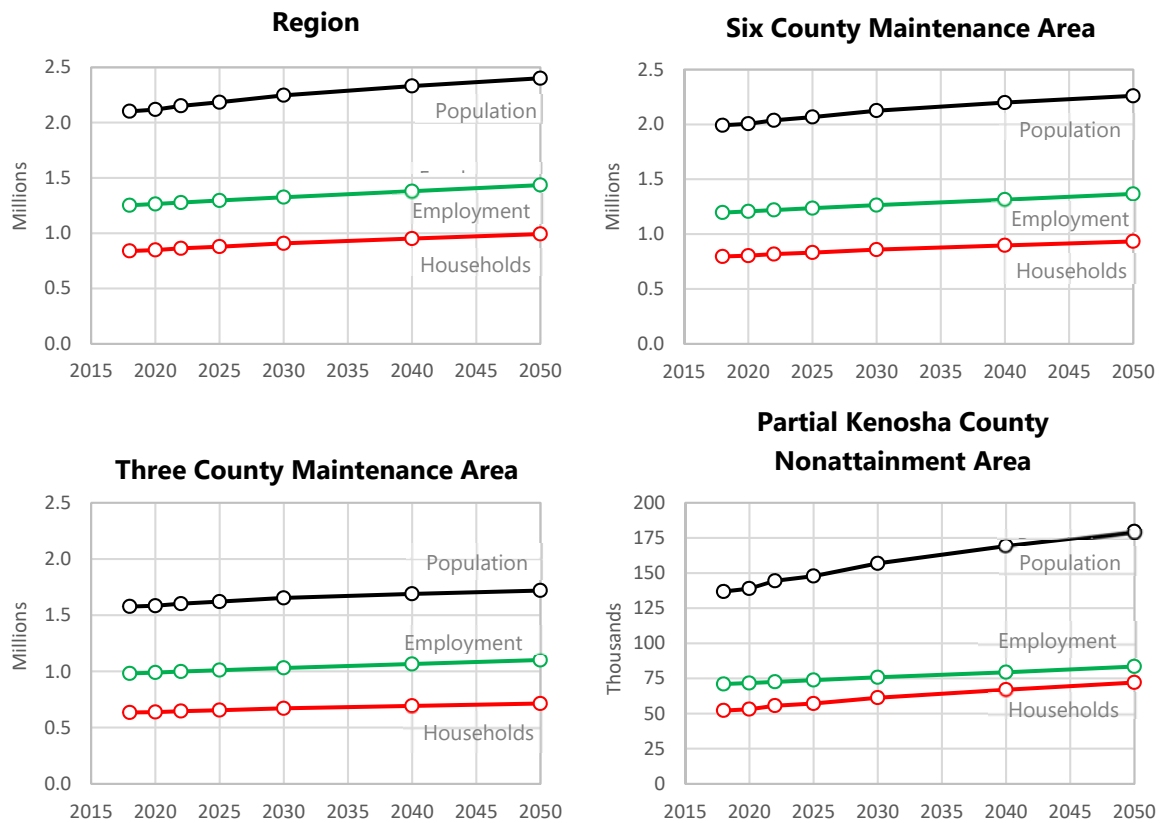 Region
Millions
2.5
2.0
1.5
1.0
0.5
0.0
Population
Employment
Households
2015 2020 2025 2030 2035 2040 2045 2050
Six County Maintenance Area
Millions
2.5
2.0
1.5
1.0
0.5
0.0
Population
Employment
Households
2015 2020 2025 2030 2035 2040 2045 2050
Three County Maintenance Area
Millions
2.5
2.0
1.5
1.0
0.5
0.0
Population
Employment
Households
2015 2020 2025 2030 2035 2040 2045 2050
Partial Kenosha County
Nonattainment Area
Thousands
200
175
150
125
100
75
50
25
0
Population
Employment
Households
2015 2020 2025 2030 2035 2040 2045 2050